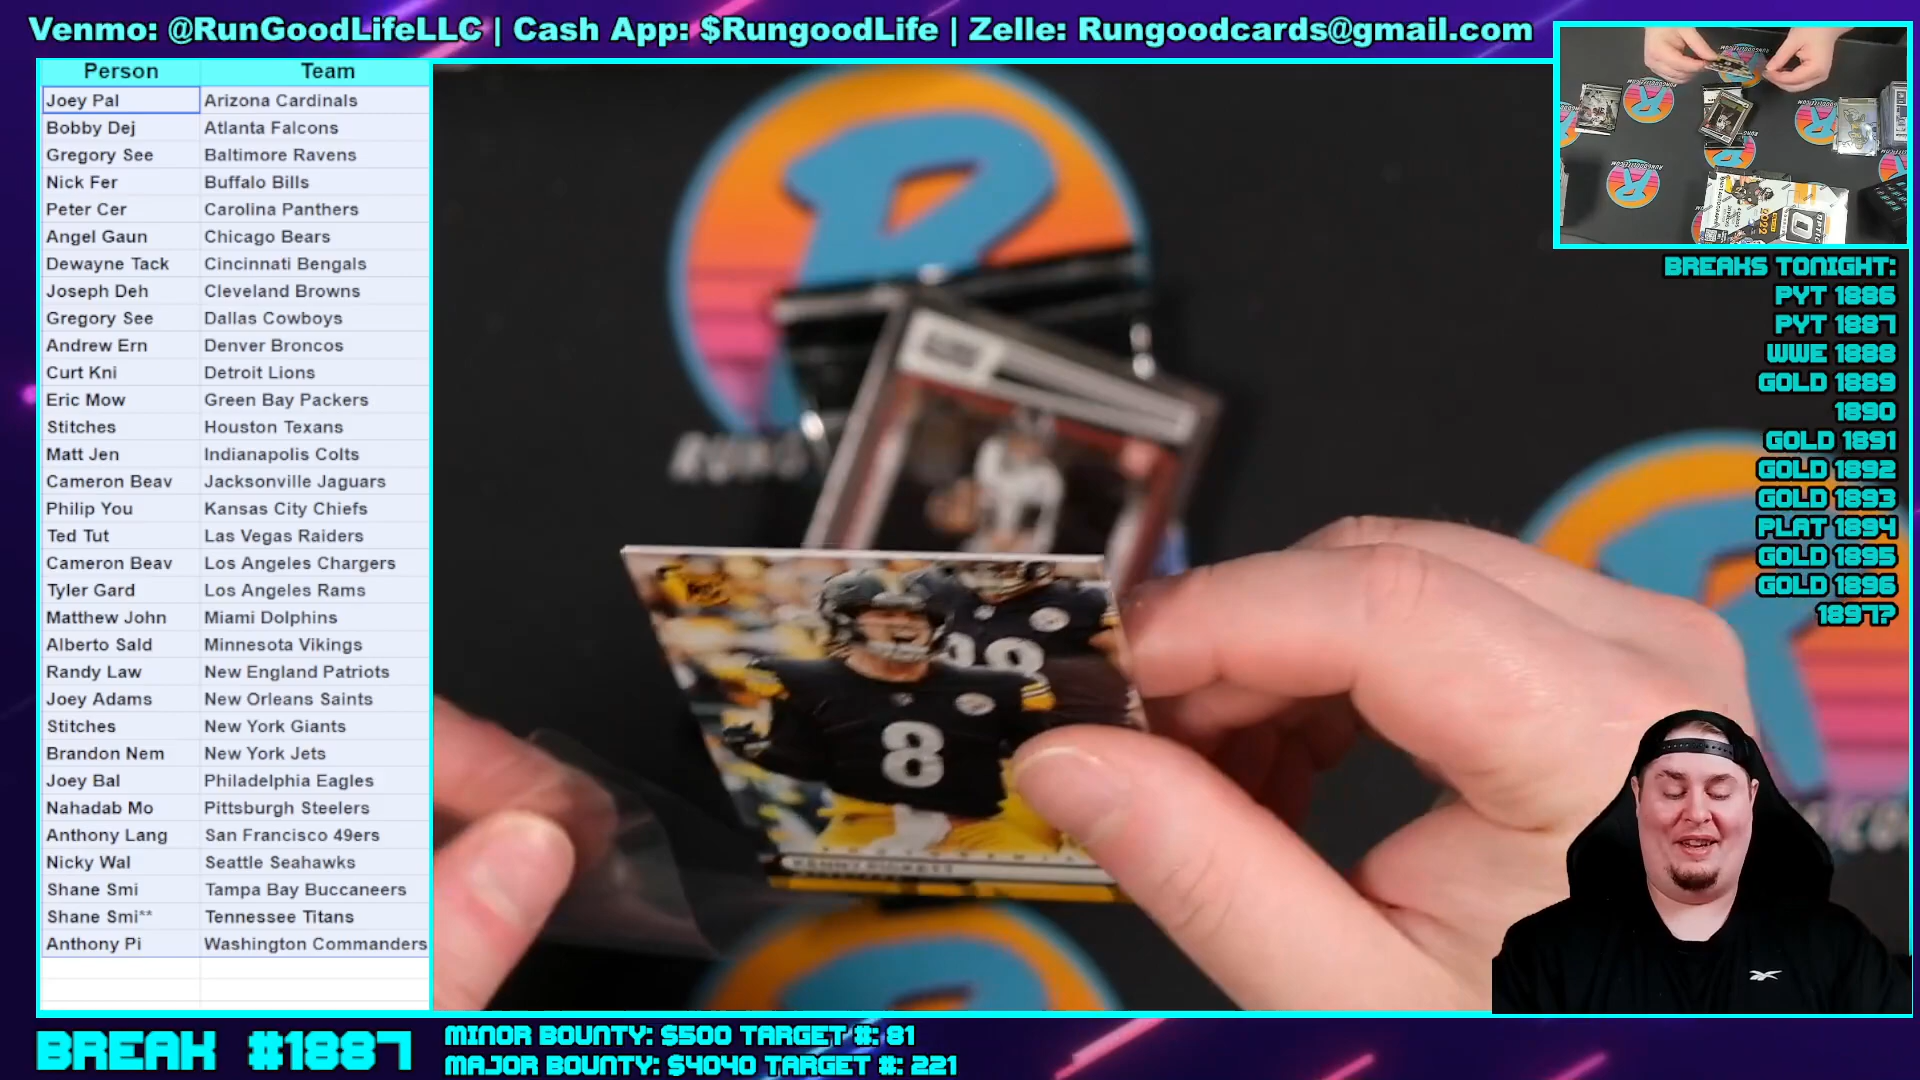 Venmo: @RunGoodLifeLLC | Cash App: $RungoodLife | Zelle: Rungoodcards@gmail.com
Person Team
Joey Pal Arizona Cardinals
Bobby Dej Atlanta Falcons
Gregory See Baltimore Ravens
Nick Fer Buffalo Bills
Peter Cer Carolina Panthers
Angel Gaun Chicago Bears
Dewayne Tack Cincinnati Bengals
Joseph Deh Cleveland Browns
Gregory See Dallas Cowboys
Andrew Ern Denver Broncos
Curt Kni Detroit Lions
Eric Mow Green Bay Packers
Stitches Houston Texans
Matt Jen Indianapolis Colts
Cameron Beav Jacksonville Jaguars
Philip You Kansas City Chiefs
Ted Tut Las Vegas Raiders
Cameron Beav Los Angeles Chargers
Tyler Gard Los Angeles Rams
Matthew John Miami Dolphins
Alberto Sald Minnesota Vikings
Randy Law New England Patriots
Joey Adams New Orleans Saints
Stitches New York Giants
Brandon Nem New York Jets
Joey Bal Philadelphia Eagles
Nahadab Mo Pittsburgh Steelers
Anthony Lang San Francisco 49ers
Nicky Wal Seattle Seahawks
Shane Smi Tampa Bay Buccaneers
Shane Smi** Tennessee Titans
Anthony Pi Washington Commanders
8
BREAKS TONIGHT:
PYT 1886
PYT 1887
WWE 1888
GOLD 1889
1890
GOLD 1891
GOLD 1892
GOLD 1893
PLAT 1894
GOLD 1895
GOLD 1896
1897?
BREAK #1887
MINOR BOUNTY: $500 TARGET #: 81
MAJOR BOUNTY: $4040 TARGET #: 221